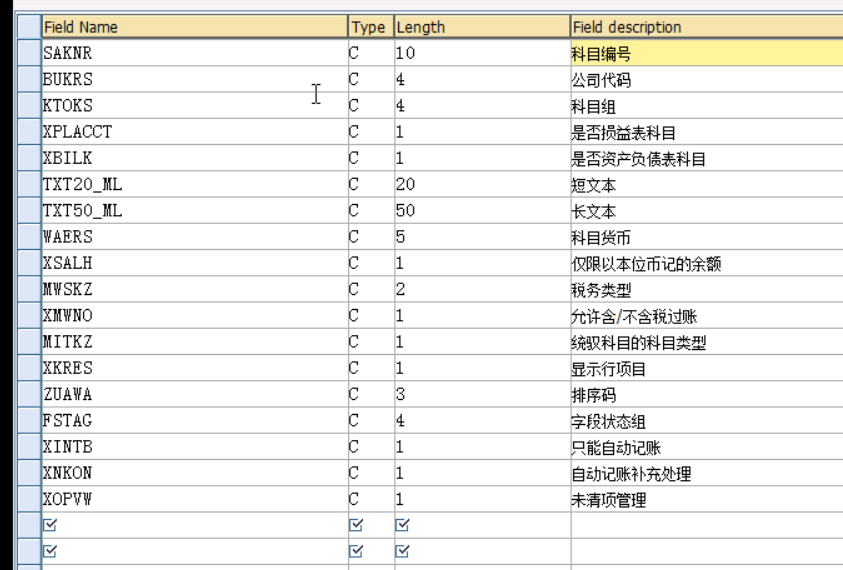 Field Name Type Length Field description
SAKNR C 10 科目编号
BUKRS C 4 公司代码
KTOKS C 4 科目组
XPLACCT C 1 是否损益表科目
XBILK C 1 是否资产负债表科目
TXT20_ML C 20 短文本
TXT50_ML C 50 长文本
WAERS C 5 科目货币
XSALH C 1 仅限以本位币记的余额
MWSKZ C 2 税务类型
XMWNO C 1 允许含/不含税过账
MITKZ C 1 统驭科目的科目类型
XKRES C 1 显示行项目
ZUAWA C 3 排序码
FSTAG C 4 字段状态组
XINTB C 1 只能自动记账
XNKON C 1 自动记账补充处理
XOPVW C 1 未清项管理